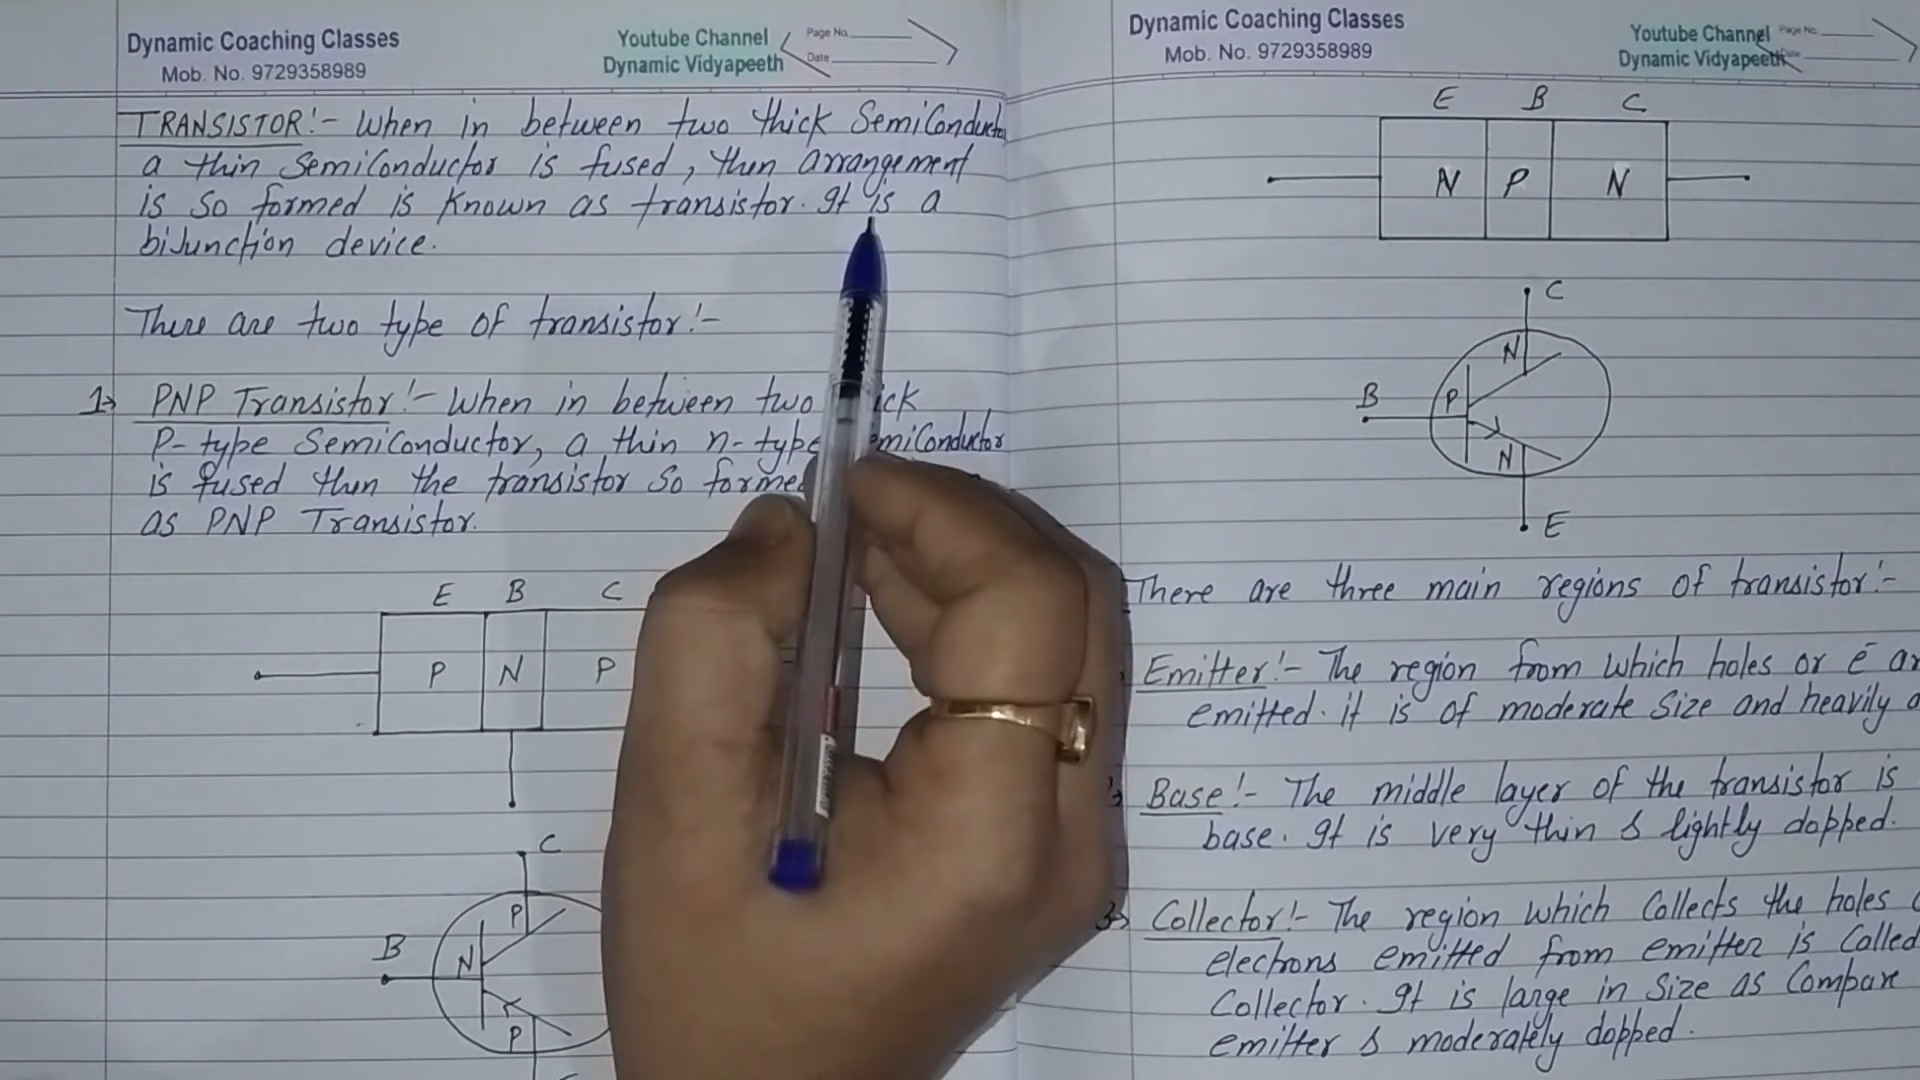 Dynamic Coaching Classes
Mob. No. 9729358989
Youtube Channel
Dynamic Vidyapeeth
Page No.
Date
TRANSISTOR:- When in between two thick SemiConductor
a thin SemiConductor is fused, then arrangement
is so formed is known as transistor. It is a
biJunction device.
There are two type of transistor:-
1→ PNP Transistor:- When in between two
P-type SemiConductor, a thin n-type
is fused then the transistor so formed
as PNP Transistor.
E B C
P N P
C
P
B
N
P
Dynamic Coaching Classes
Mob. No. 9729358989
Youtube Channel
Dynamic Vidyapeeth
Page No.
Date
E B C
N P N
C
N
B
P
N
E
There are three main regions of transistor:-
Emitter:- The region from which holes or e-
emitted. it is of moderate size and heavily
Base:- The middle layer of the transistor is
base. It is very thin & lightly dopped.
3→ Collector:- The region which Collects the holes
electrons emitted from emitter is Called
Collector. It is large in size as Compare
emitter & moderately dopped.